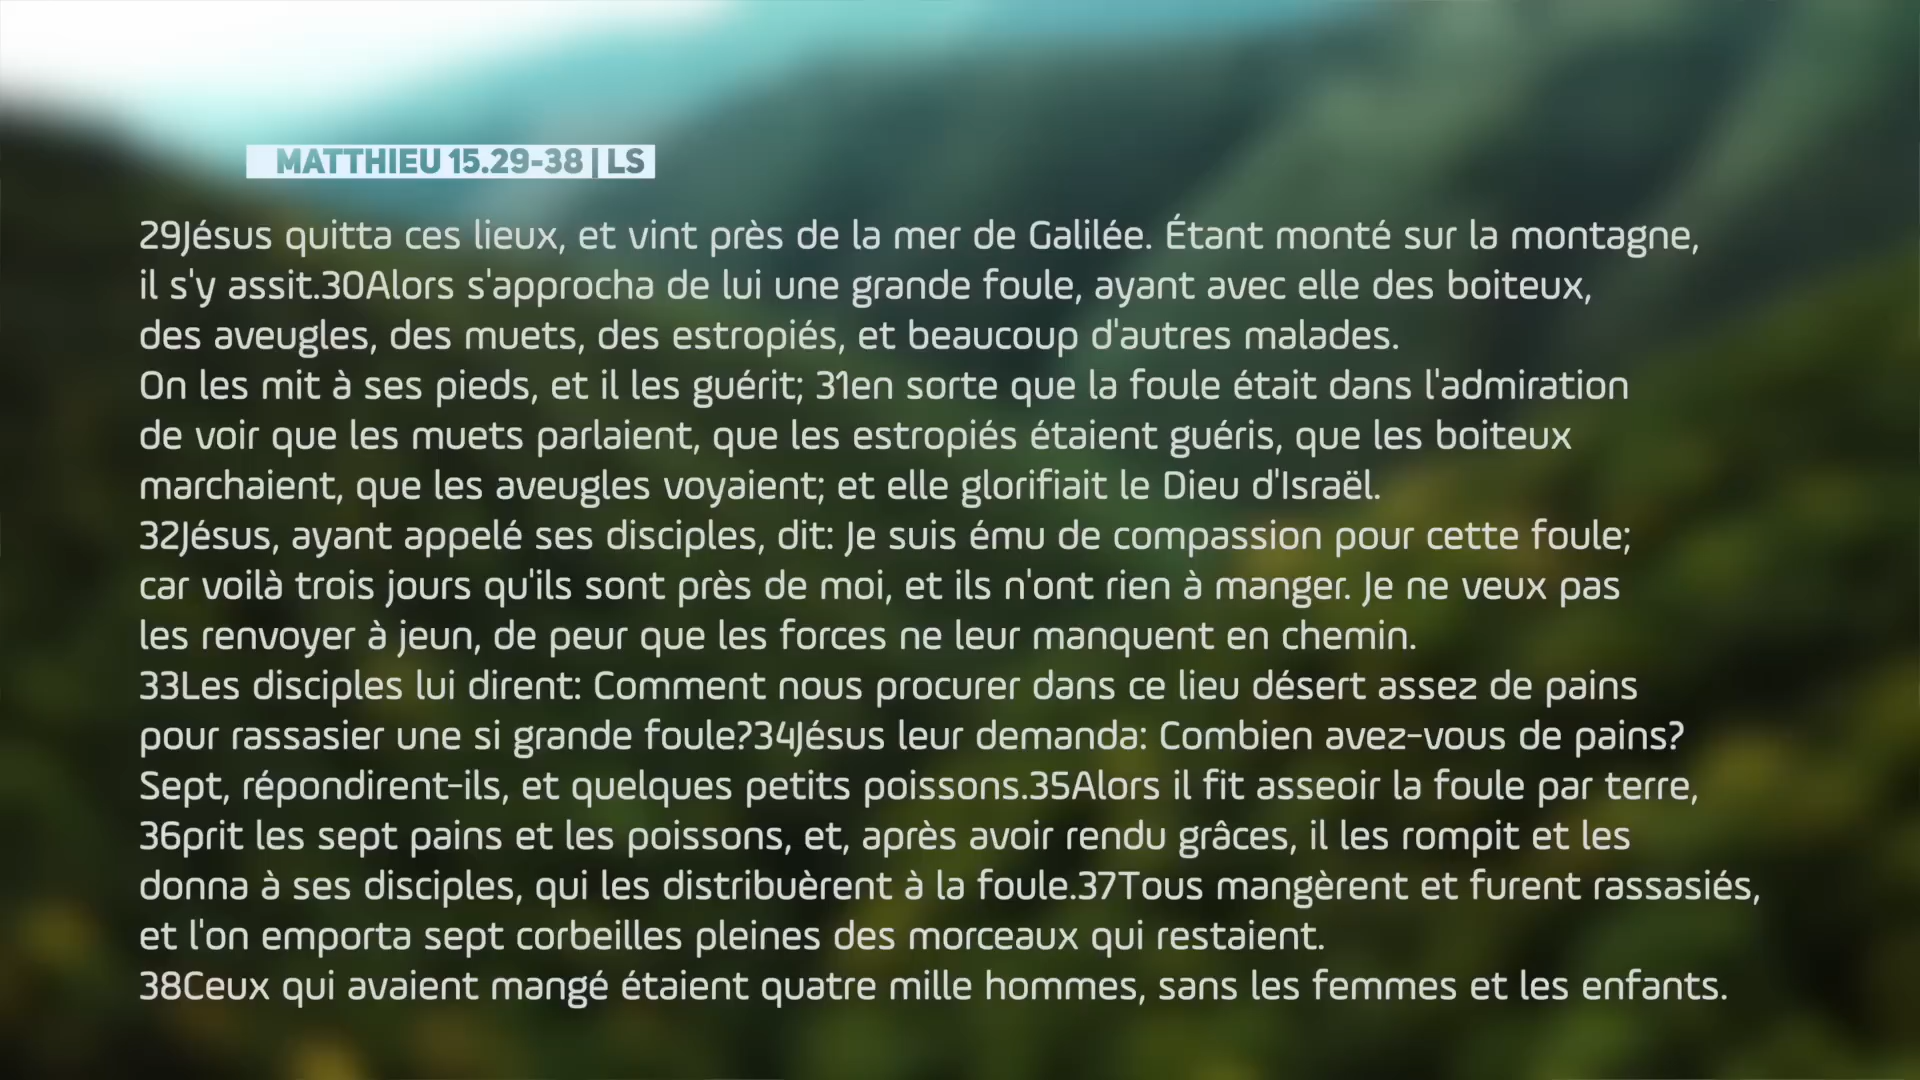 MATTHIEU 15.29-38 | LS
29Jésus quitta ces lieux, et vint près de la mer de Galilée. Étant monté sur la montagne,
il s'y assit.30Alors s'approcha de lui une grande foule, ayant avec elle des boiteux,
des aveugles, des muets, des estropiés, et beaucoup d'autres malades.
On les mit à ses pieds, et il les guérit; 31en sorte que la foule était dans l'admiration
de voir que les muets parlaient, que les estropiés étaient guéris, que les boiteux
marchaient, que les aveugles voyaient; et elle glorifiait le Dieu d'Israël.
32Jésus, ayant appelé ses disciples, dit: Je suis ému de compassion pour cette foule;
car voilà trois jours qu'ils sont près de moi, et ils n'ont rien à manger. Je ne veux pas
les renvoyer à jeun, de peur que les forces ne leur manquent en chemin.
33Les disciples lui dirent: Comment nous procurer dans ce lieu désert assez de pains
pour rassasier une si grande foule?34Jésus leur demanda: Combien avez-vous de pains?
Sept, répondirent-ils, et quelques petits poissons.35Alors il fit asseoir la foule par terre,
36prit les sept pains et les poissons, et, après avoir rendu grâces, il les rompit et les
donna à ses disciples, qui les distribuèrent à la foule.37Tous mangèrent et furent rassasiés,
et l'on emporta sept corbeilles pleines des morceaux qui restaient.
38Ceux qui avaient mangé étaient quatre mille hommes, sans les femmes et les enfants.